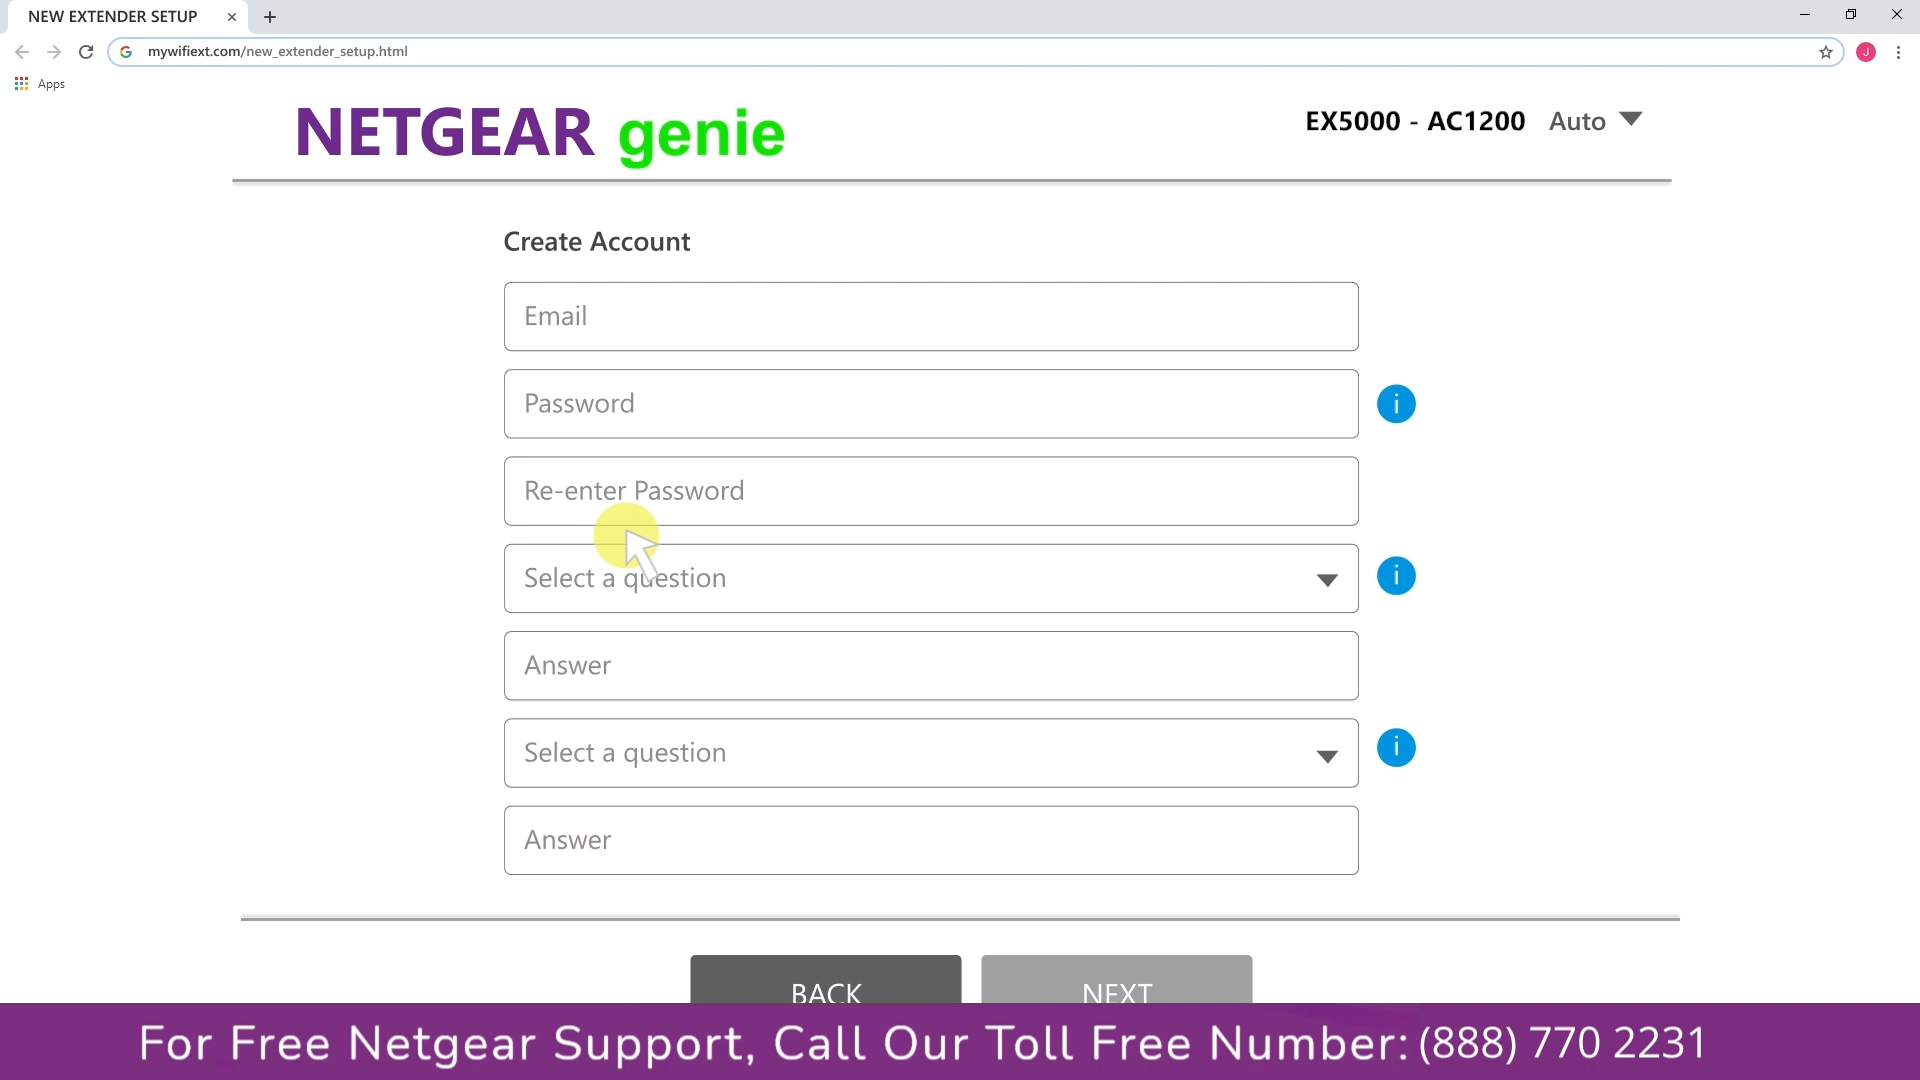 NEW EXTENDER SETUP
mywifiext.com/new_extender_setup.html
J
Apps
NETGEAR genie
EX5000 - AC1200 Auto
Create Account
Email
Password
i
Re-enter Password
Select a question
i
Answer
Select a question
i
Answer
BACK
NEXT
For Free Netgear Support, Call Our Toll Free Number: (888) 770 2231